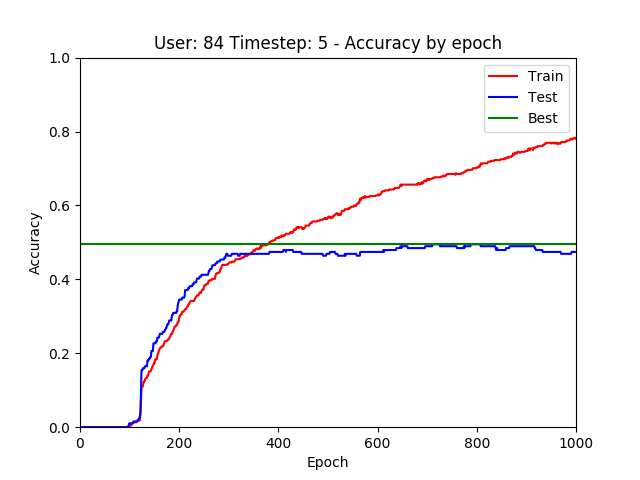 User: 84 Timestep: 5 - Accuracy by epoch
1.0
0.8
0.6
0.4
0.2
0.0
Accuracy
Train
Test
Best
0 200 400 600 800 1000
Epoch